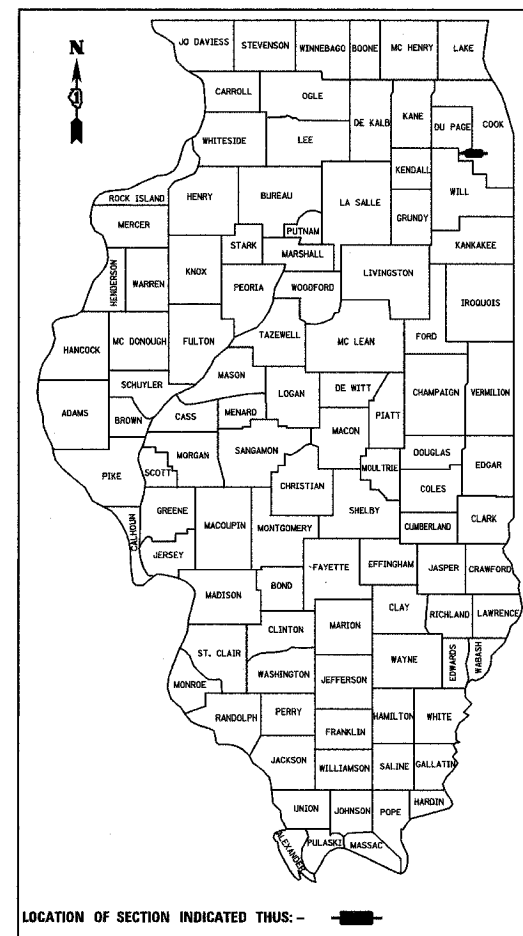 JO DAVIESS STEVENSON WINNEBAGO BOONE MC HENRY LAKE
N
CARROLL OGLE DE KALB KANE DU PAGE COOK
WHITESIDE LEE
KENDALL WILL
ROCK ISLAND HENRY BUREAU LA SALLE GRUNDY
MERCER PUTNAM
STARK MARSHALL KANKAKEE
HENDERSON WARREN KNOX PEORIA WOODFORD LIVINGSTON IROQUOIS
HANCOCK MC DONOUGH FULTON TAZEWELL MC LEAN FORD
SCHUYLER MASON LOGAN DE WITT CHAMPAIGN VERMILION
ADAMS BROWN CASS MENARD MACON PIATT
PIKE SCOTT MORGAN SANGAMON CHRISTIAN MOULTRIE DOUGLAS EDGAR
COLES
CALHOUN GREENE MACOUPIN MONTGOMERY SHELBY CUMBERLAND CLARK
JERSEY FAYETTE EFFINGHAM JASPER CRAWFORD
MADISON BOND CLAY RICHLAND LAWRENCE
CLINTON MARION
ST. CLAIR WAYNE EDWARDS WABASH
MONROE WASHINGTON JEFFERSON
RANDOLPH PERRY HAMILTON WHITE
FRANKLIN
JACKSON WILLIAMSON SALINE GALLATIN
UNION JOHNSON POPE HARDIN
ALEXANDER PULASKI MASSAC
LOCATION OF SECTION INDICATED THUS: -